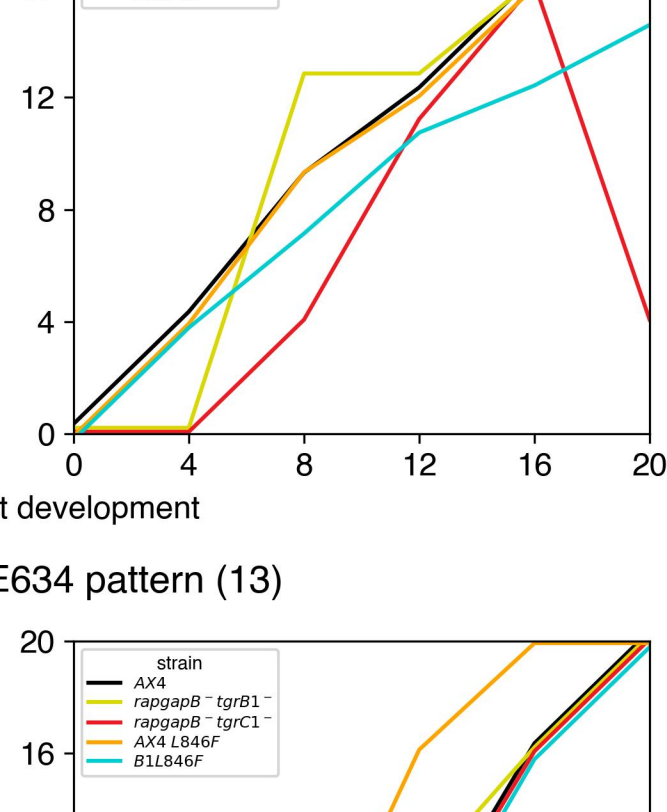 12
8
4
0
0 4 8 12 16 20
t development
E634 pattern (13)
20
strain
AX4
rapgapB⁻tgrB1⁻
rapgapB⁻tgrC1⁻
AX4 L846F
B1L846F
16